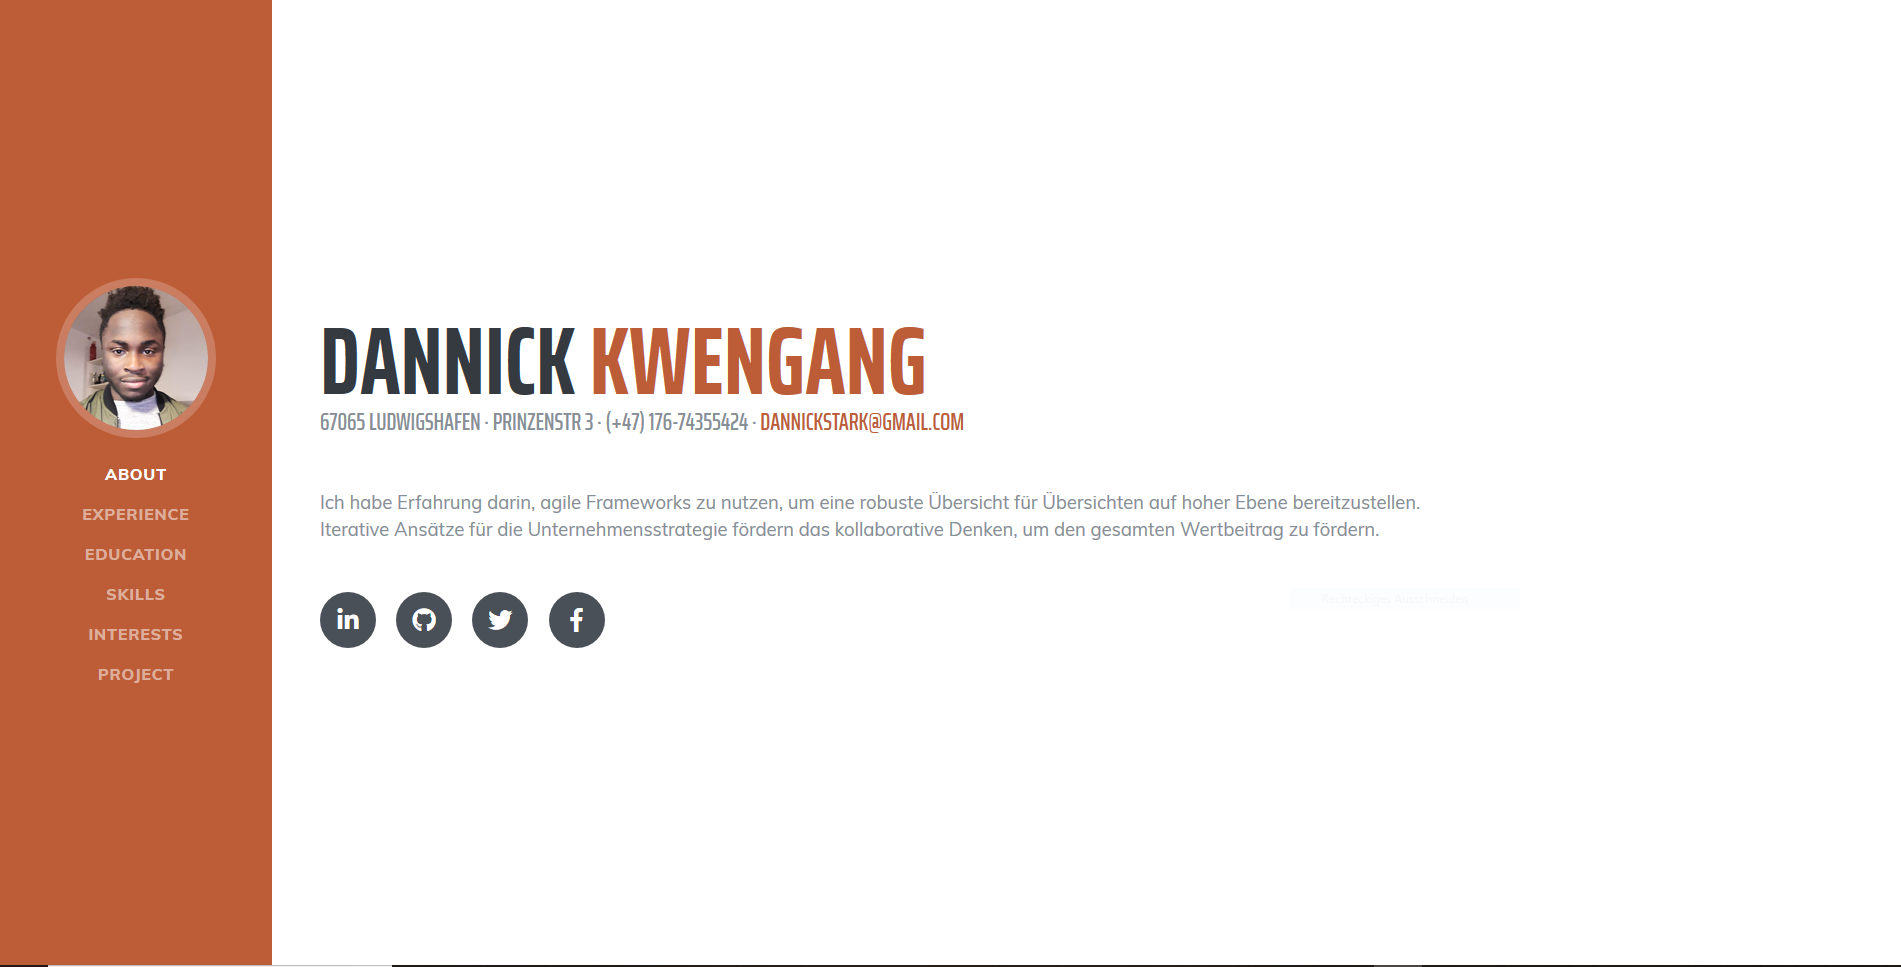 ABOUT
EXPERIENCE
EDUCATION
SKILLS
INTERESTS
PROJECT
DANNICK KWENGANG
67065 LUDWIGSHAFEN · PRINZENSTR 3 · (+47) 176-74355424 · DANNICKSTARK@GMAIL.COM
Ich habe Erfahrung darin, agile Frameworks zu nutzen, um eine robuste Übersicht für Übersichten auf hoher Ebene bereitzustellen.
Iterative Ansätze für die Unternehmensstrategie fördern das kollaborative Denken, um den gesamten Wertbeitrag zu fördern.
in